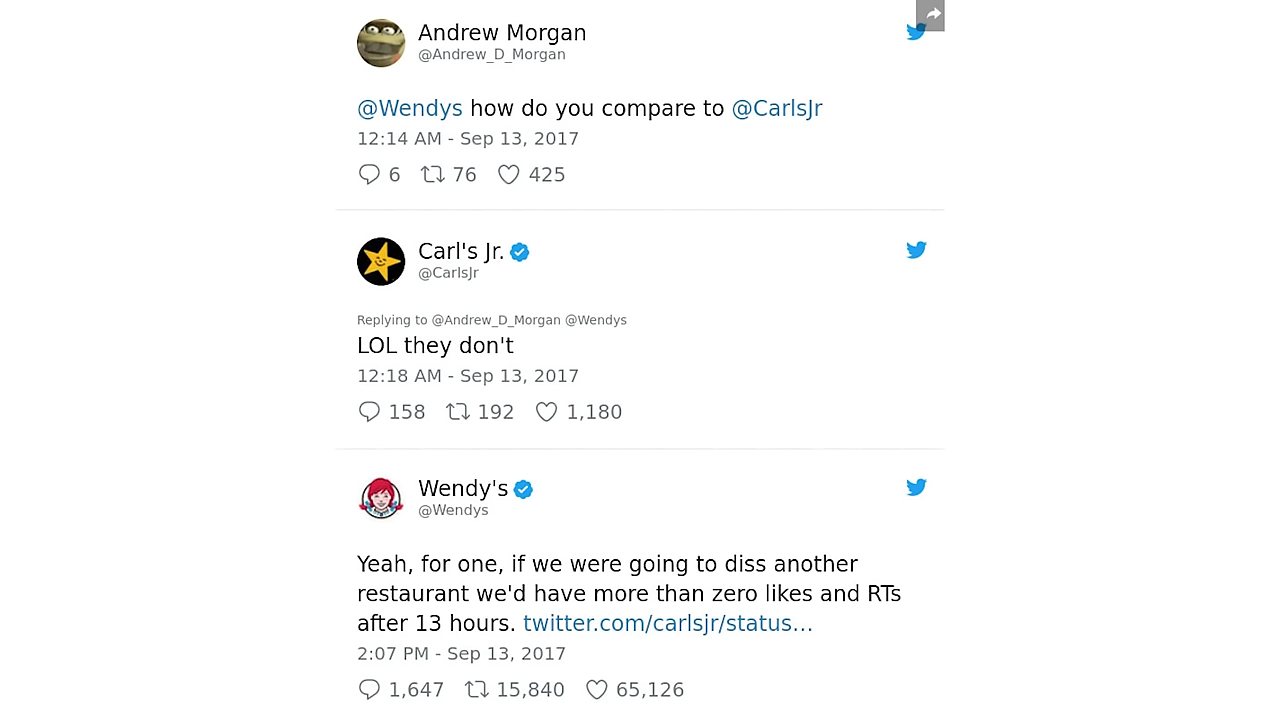 Andrew Morgan
@Andrew_D_Morgan
@Wendys how do you compare to @CarlsJr
12:14 AM - Sep 13, 2017
6 76 425
Carl's Jr.
@CarlsJr
Replying to @Andrew_D_Morgan @Wendys
LOL they don't
12:18 AM - Sep 13, 2017
158 192 1,180
Wendy's
@Wendys
Yeah, for one, if we were going to diss another
restaurant we'd have more than zero likes and RTs
after 13 hours. twitter.com/carlsjr/status...
2:07 PM - Sep 13, 2017
1,647 15,840 65,126